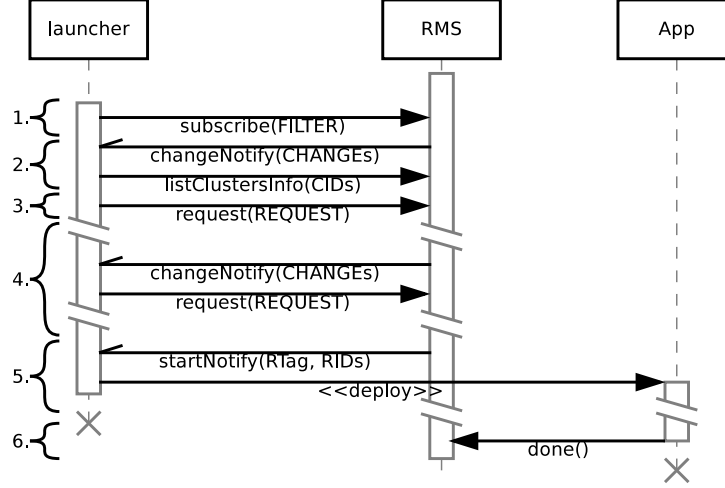 launcher RMS App
1. subscribe(FILTER)
changeNotify(CHANGEs)
2. listClustersInfo(CIDs)
3. request(REQUEST)
changeNotify(CHANGEs)
4. request(REQUEST)
startNotify(RTag, RIDs)
5. <<deploy>>
6. done()